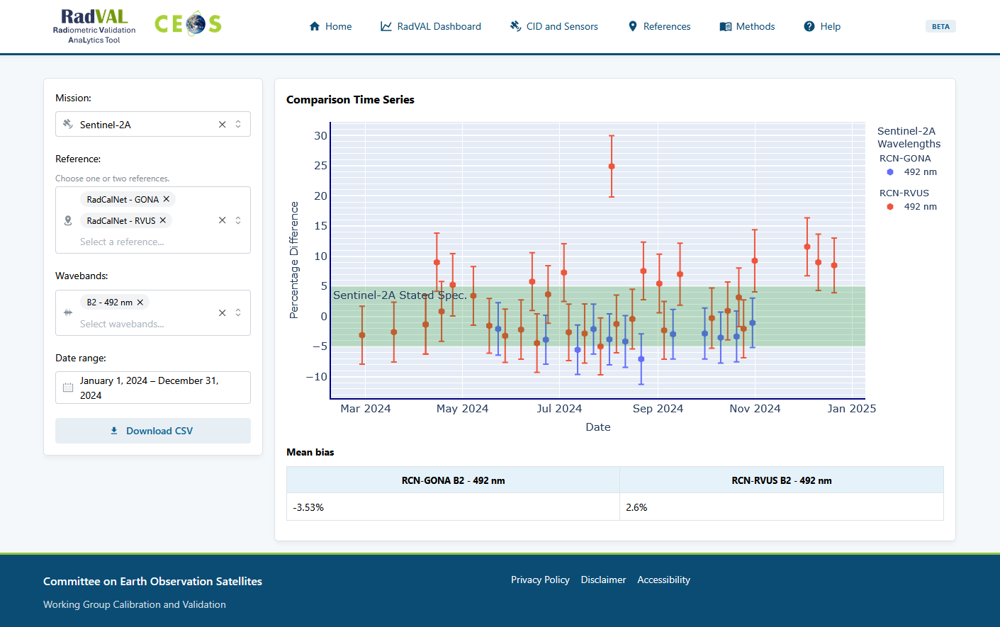 RadVAL
Radiometric Validation
AnaLytics Tool
CEOS
Home
RadVAL Dashboard
CID and Sensors
References
Methods
Help
BETA
Mission:
Sentinel-2A
Reference:
Choose one or two references.
RadCalNet - GONA
RadCalNet - RVUS
Select a reference...
Wavebands:
B2 - 492 nm
Select wavebands...
Date range:
January 1, 2024 – December 31,
2024
Download CSV
Comparison Time Series
Percentage Difference
30
25
20
15
10
5
0
−5
−10
Sentinel-2A Stated Spec.
Mar 2024
May 2024
Jul 2024
Sep 2024
Nov 2024
Jan 2025
Date
Sentinel-2A
Wavelengths
RCN-GONA
492 nm
RCN-RVUS
492 nm
Mean bias
RCN-GONA B2 - 492 nm
RCN-RVUS B2 - 492 nm
-3.53%
2.6%
Committee on Earth Observation Satellites
Working Group Calibration and Validation
Privacy Policy
Disclaimer
Accessibility